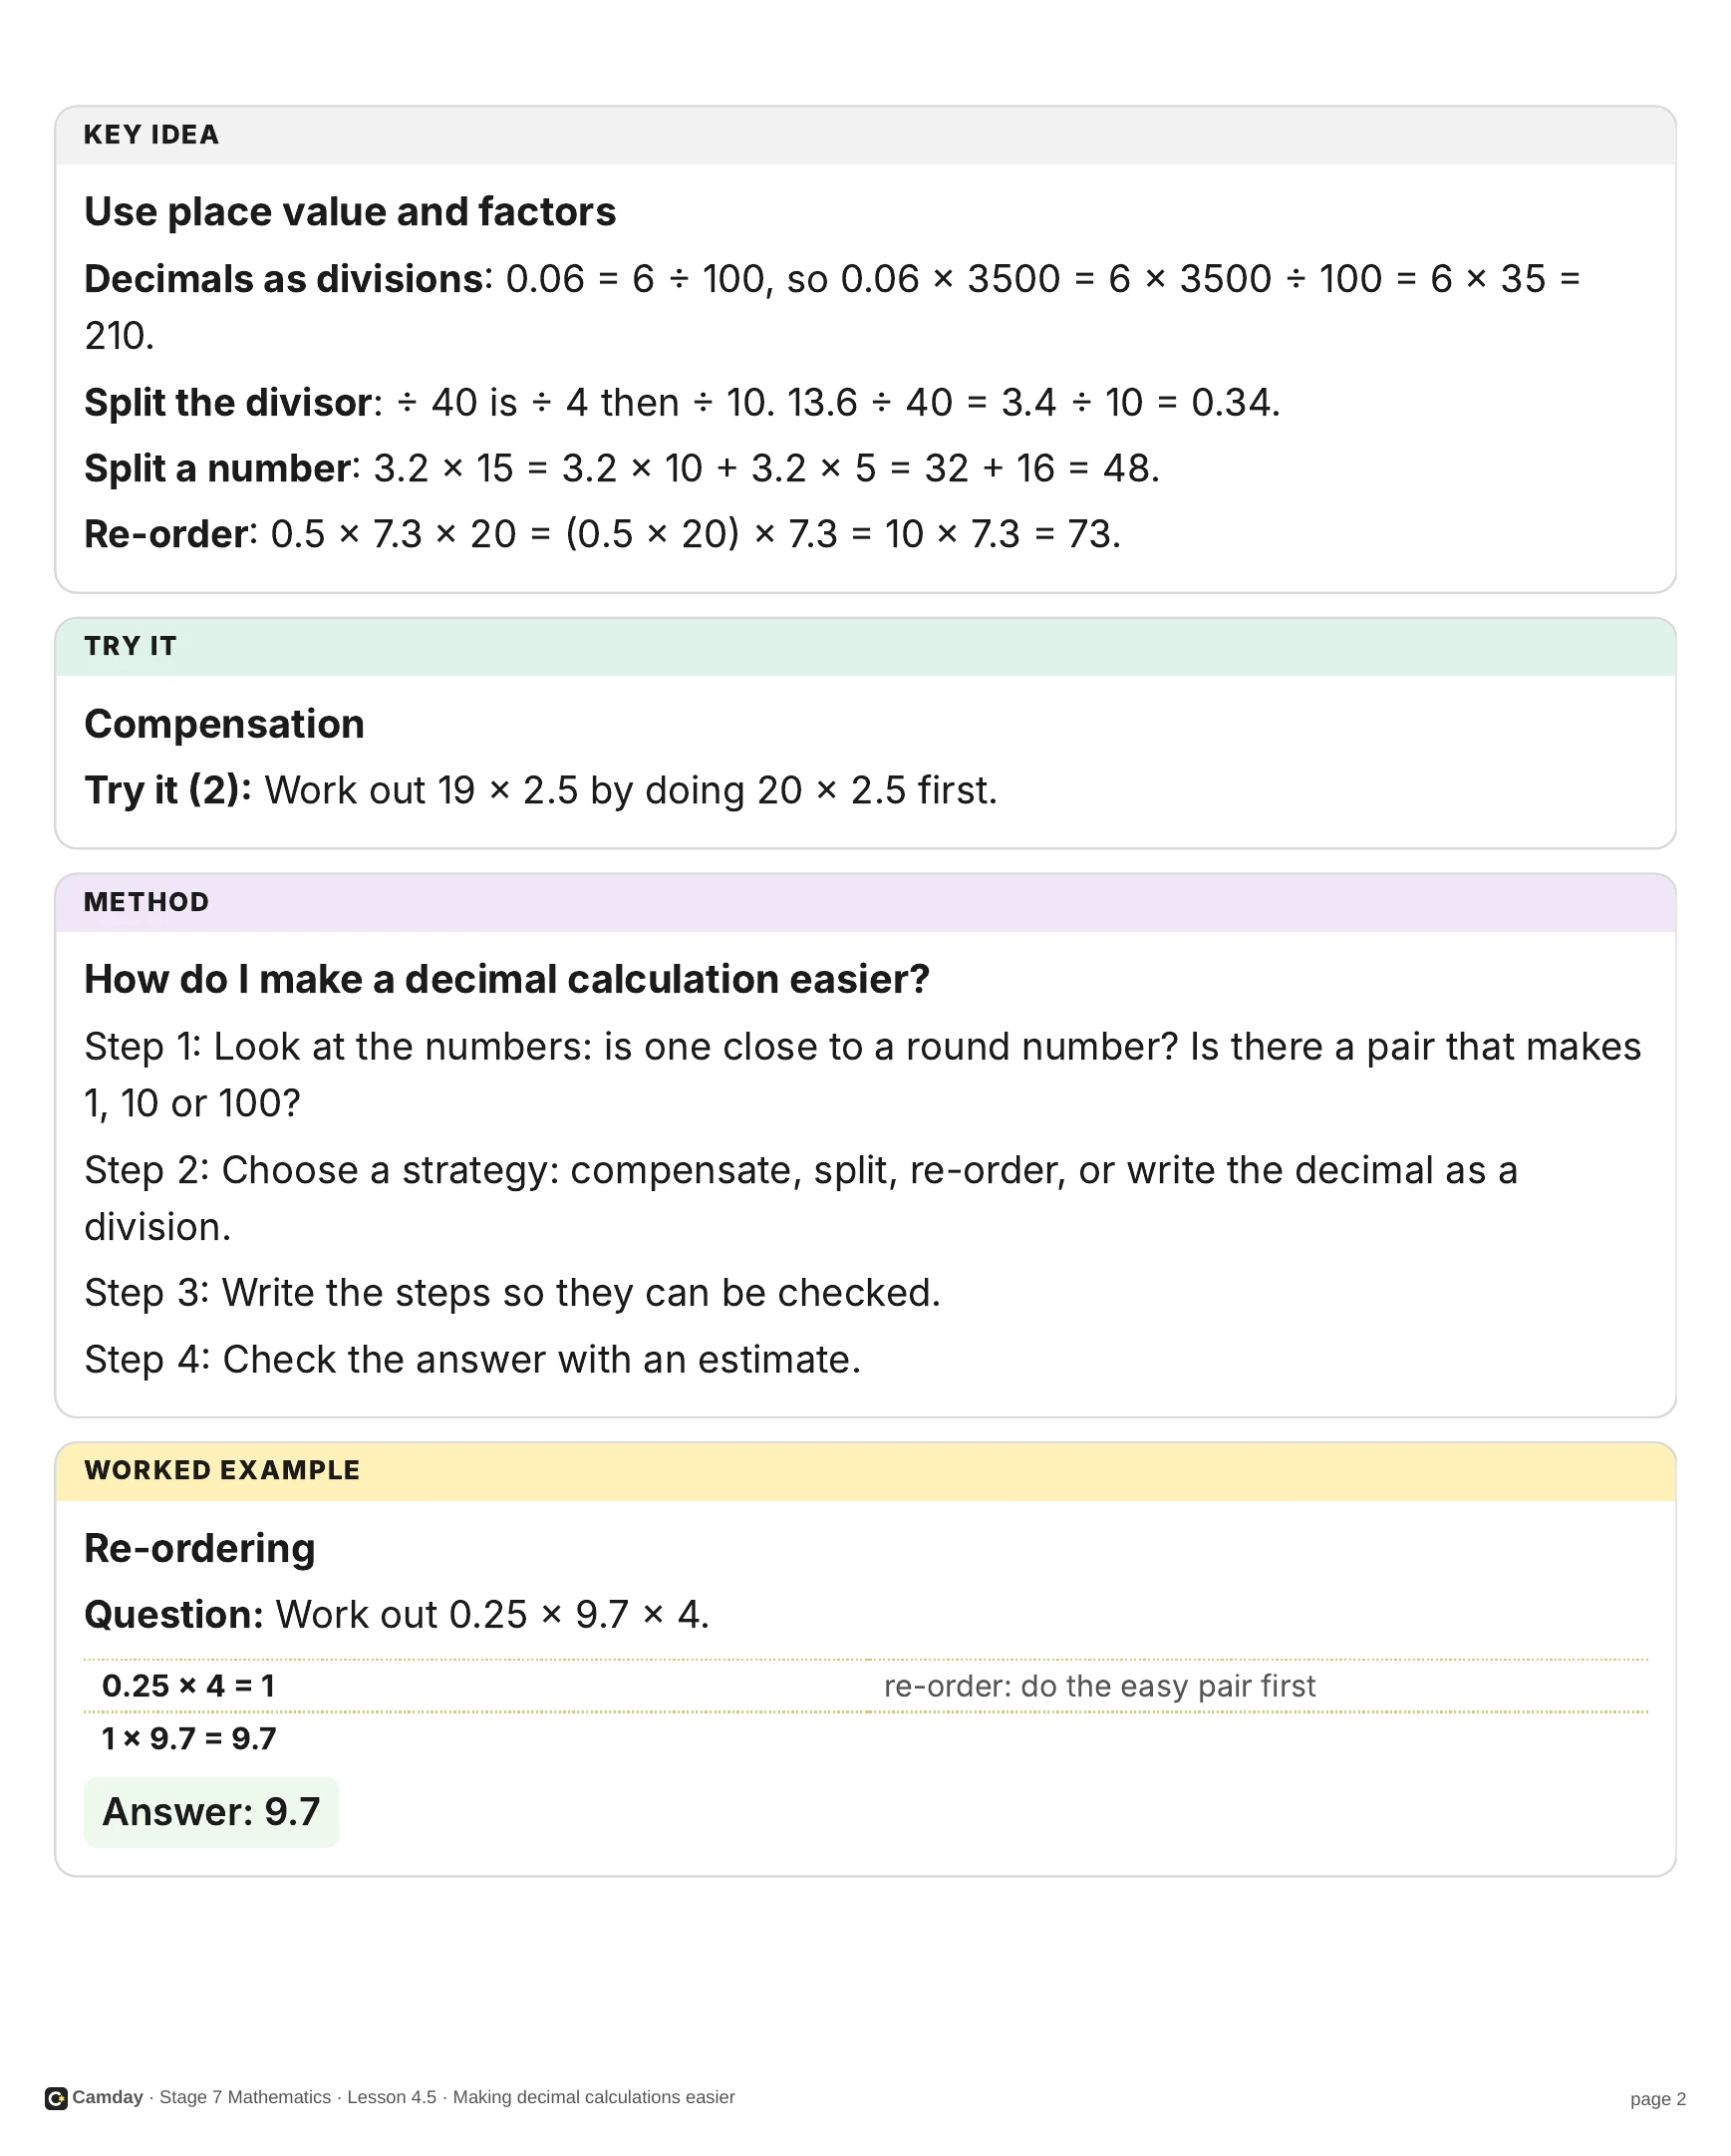 KEY IDEA
Use place value and factors
Decimals as divisions: 0.06 = 6 ÷ 100, so 0.06 × 3500 = 6 × 3500 ÷ 100 = 6 × 35 =
210.
Split the divisor: ÷ 40 is ÷ 4 then ÷ 10. 13.6 ÷ 40 = 3.4 ÷ 10 = 0.34.
Split a number: 3.2 × 15 = 3.2 × 10 + 3.2 × 5 = 32 + 16 = 48.
Re-order: 0.5 × 7.3 × 20 = (0.5 × 20) × 7.3 = 10 × 7.3 = 73.
TRY IT
Compensation
Try it (2): Work out 19 × 2.5 by doing 20 × 2.5 first.
METHOD
How do I make a decimal calculation easier?
Step 1: Look at the numbers: is one close to a round number? Is there a pair that makes
1, 10 or 100?
Step 2: Choose a strategy: compensate, split, re-order, or write the decimal as a
division.
Step 3: Write the steps so they can be checked.
Step 4: Check the answer with an estimate.
WORKED EXAMPLE
Re-ordering
Question: Work out 0.25 × 9.7 × 4.
0.25 × 4 = 1 re-order: do the easy pair first
1 × 9.7 = 9.7
Answer: 9.7
Camday · Stage 7 Mathematics · Lesson 4.5 · Making decimal calculations easier page 2